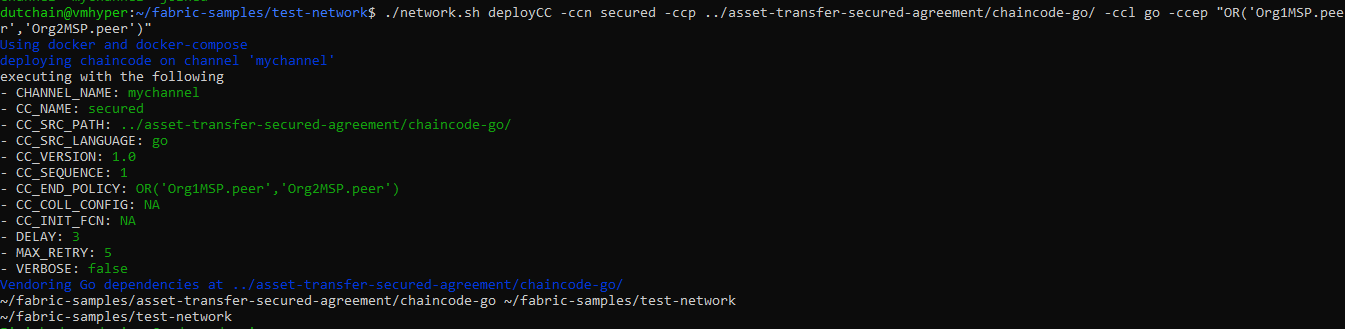 dutchain@vmhyper:~/fabric-samples/test-network$ ./network.sh deployCC -ccn secured -ccp ../asset-transfer-secured-agreement/chaincode-go/ -ccl go -ccep "OR('Org1MSP.pee
r','Org2MSP.peer')"
Using docker and docker-compose
deploying chaincode on channel 'mychannel'
executing with the following
- CHANNEL_NAME: mychannel
- CC_NAME: secured
- CC_SRC_PATH: ../asset-transfer-secured-agreement/chaincode-go/
- CC_SRC_LANGUAGE: go
- CC_VERSION: 1.0
- CC_SEQUENCE: 1
- CC_END_POLICY: OR('Org1MSP.peer','Org2MSP.peer')
- CC_COLL_CONFIG: NA
- CC_INIT_FCN: NA
- DELAY: 3
- MAX_RETRY: 5
- VERBOSE: false
Vendoring Go dependencies at ../asset-transfer-secured-agreement/chaincode-go/
~/fabric-samples/asset-transfer-secured-agreement/chaincode-go ~/fabric-samples/test-network
~/fabric-samples/test-network